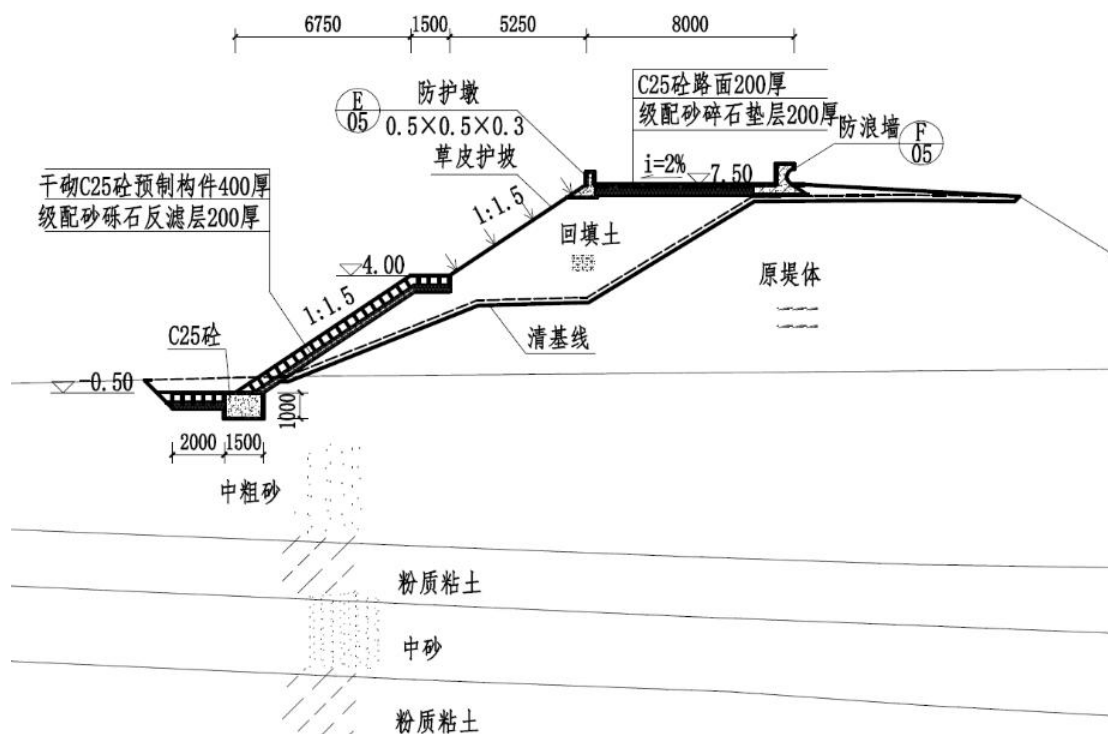 6750
1500
5250
8000
E
05
防护墩
0.5×0.5×0.3
草皮护坡
C25砼路面200厚
级配砂碎石垫层200厚
防浪墙
F
05
i=2%
7.50
干砌C25砼预制构件400厚
级配砂砾石反滤层200厚
1:1.5
4.00
回填土
原堤体
1:1.5
C25砼
清基线
-0.50
1000
2000
1500
中粗砂
粉质粘土
中砂
粉质粘土